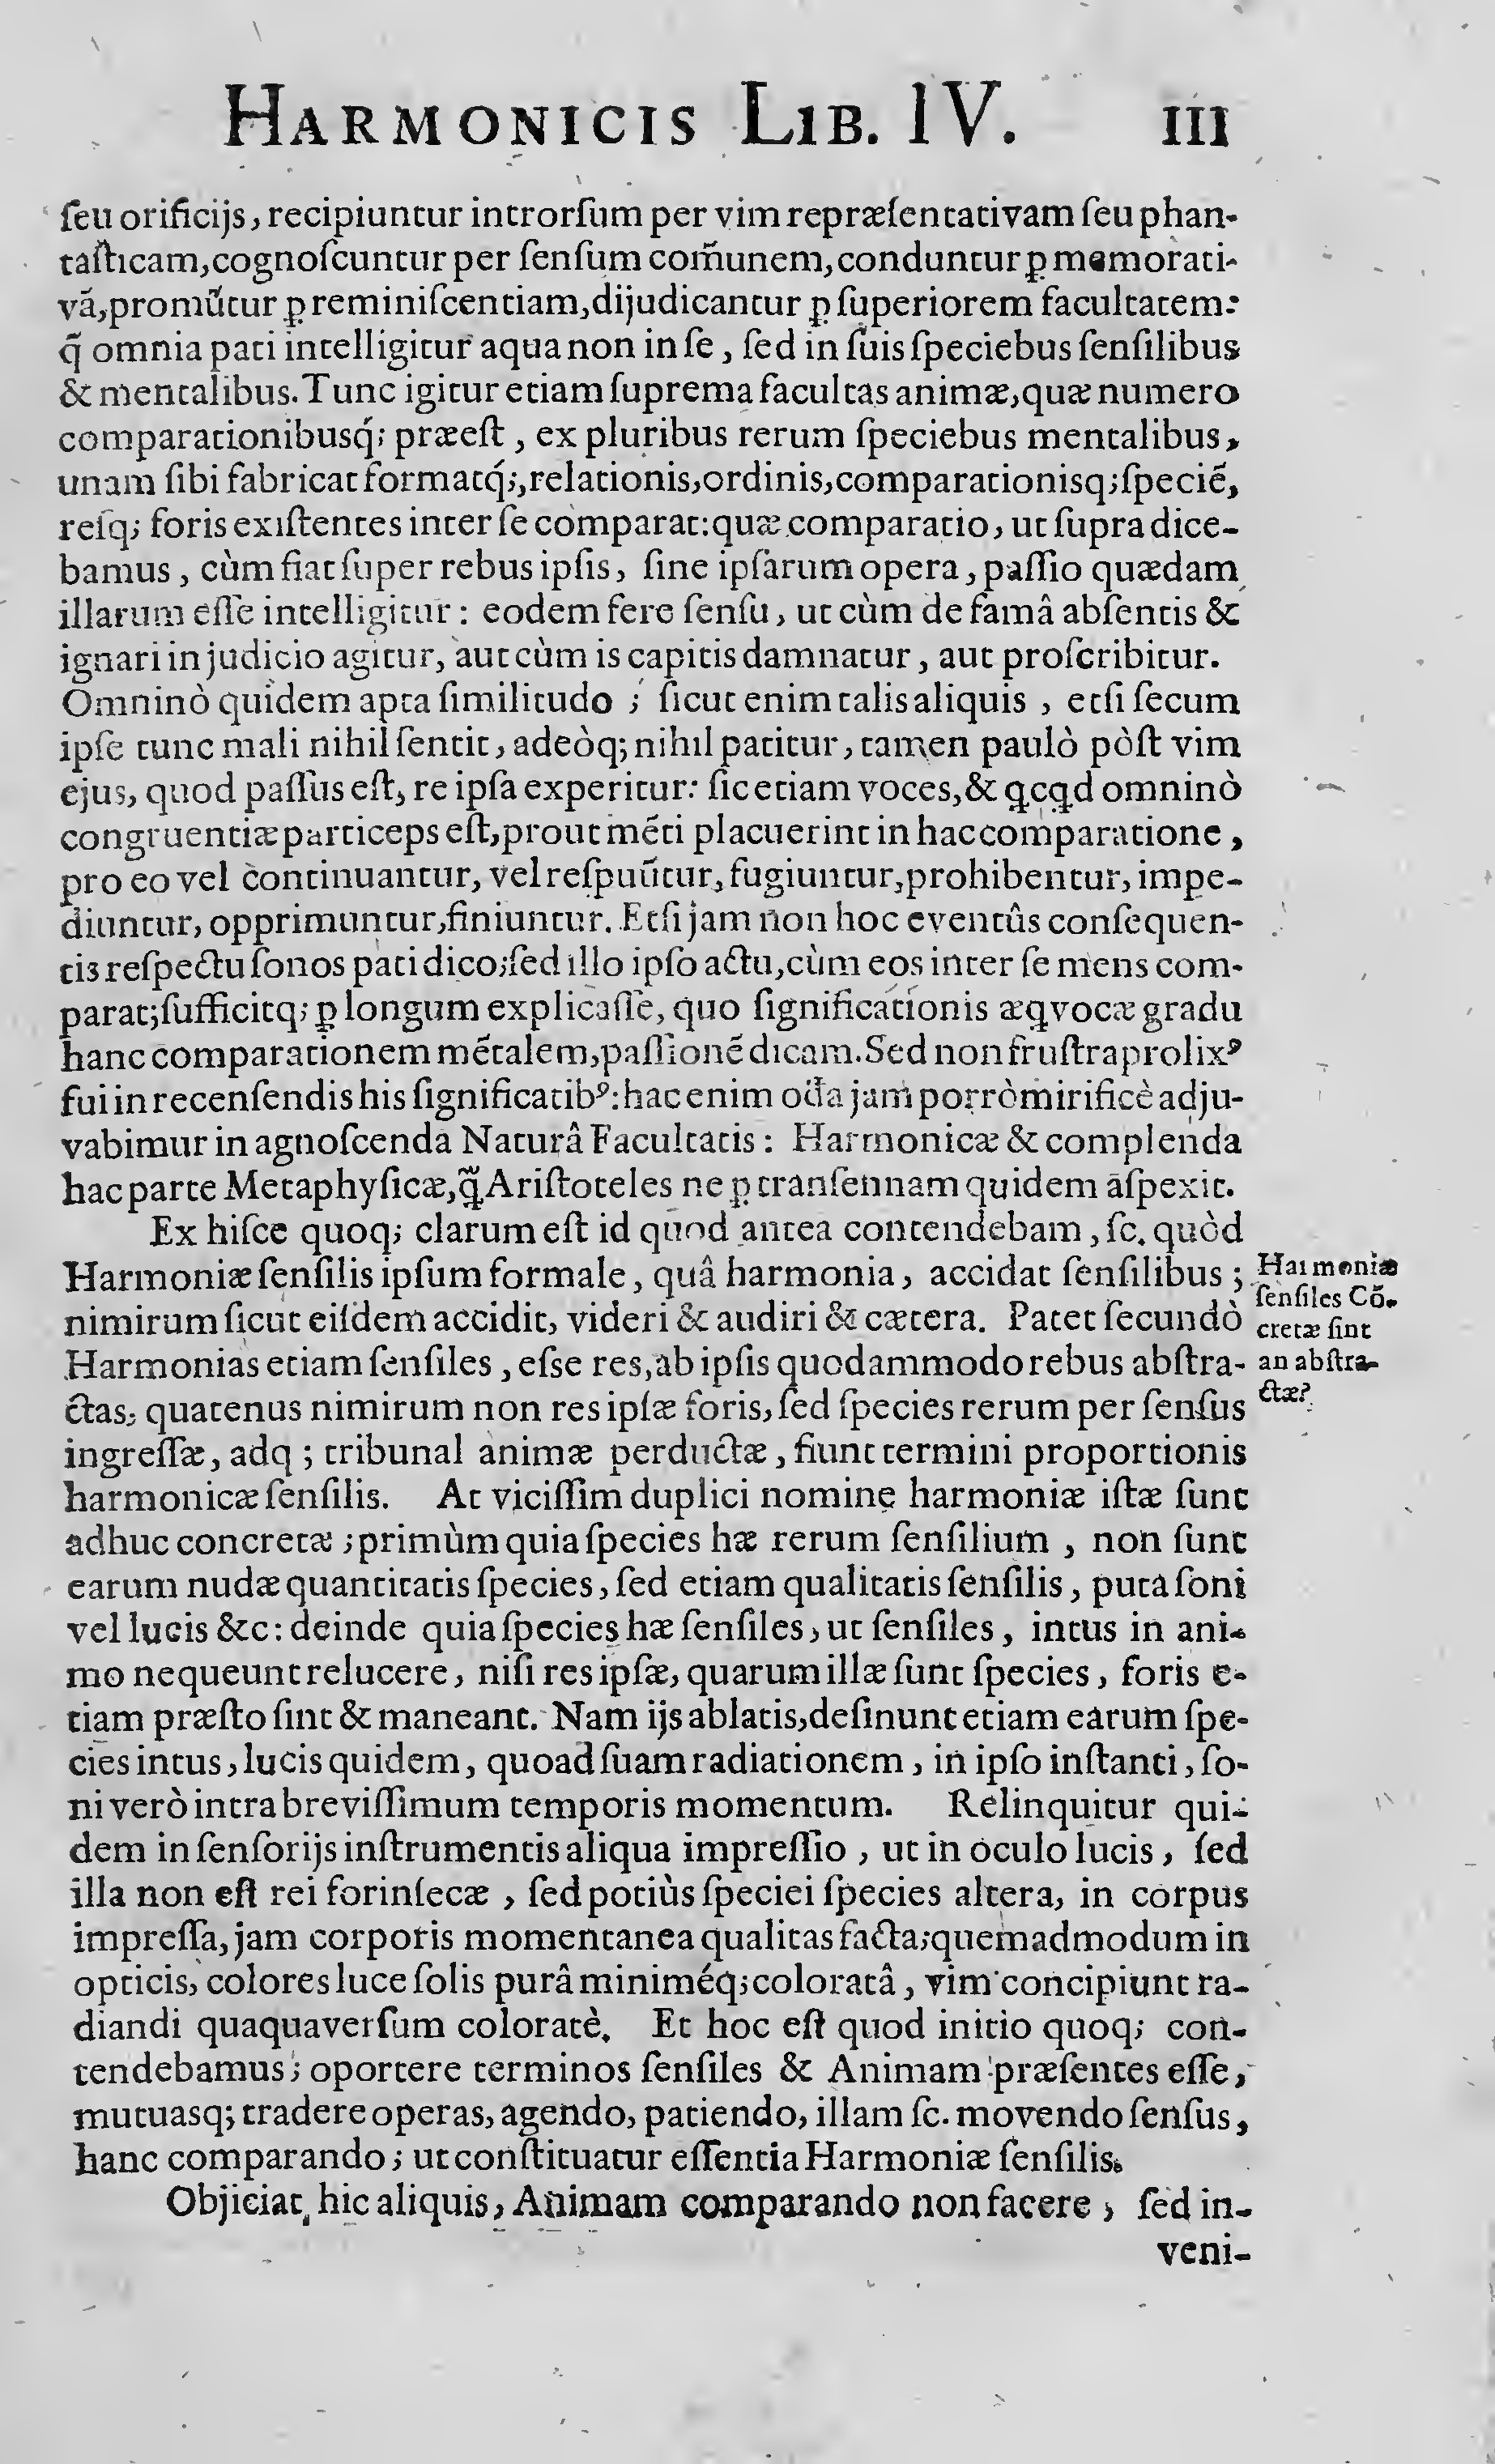 HARMONICIS LIB. IV. 111
ſeu orificijs, recipiuntur introrſum per vim repræſentativam ſeu phan-
taſticam, cognoſcuntur per ſenſum com̃unem, conduntur ꝑ memorati-
vã, promũtur ꝑ reminiſcentiam, dijudicantur ꝑ ſuperiorem facultatem:
q̃ omnia pati intelligitur aqua non in ſe, ſed in ſuis ſpeciebus ſenſilibus
& mentalibus. Tunc igitur etiam ſuprema facultas animæ, quæ numero
comparationibusq́; præeſt, ex pluribus rerum ſpeciebus mentalibus,
unam ſibi fabricat formatq́;, relationis, ordinis, comparationisq; ſpeciẽ,
reſq; foris exiſtentes inter ſe comparat: quæ comparatio, ut ſupra dice-
bamus, cùm fiat ſuper rebus ipſis, ſine ipſarum opera, paſſio quædam
illarum eſſe intelligitur: eodem fere ſenſu, ut cùm de famâ abſentis &
ignari in judicio agitur, aut cùm is capitis damnatur, aut proſcribitur.
Omninò quidem apta ſimilitudo; ſicut enim talis aliquis, etſi ſecum
ipſe tunc mali nihil ſentit, adeòq; nihil patitur, tamen paulò pòſt vim
ejus, quod paſſus eſt, re ipſa experitur: ſic etiam voces, & qcqd omninò
congruentiæ particeps eſt, prout mẽti placuerint in hac comparatione,
pro eo vel continuantur, vel reſpuũtur, fugiuntur, prohibentur, impe-
diuntur, opprimuntur, finiuntur. Etſi jam non hoc eventûs conſequen-
tis reſpectu ſonos pati dico; ſed illo ipſo actu, cùm eos inter ſe mens com-
parat; ſufficitq; ꝑ longum explicaſſe, quo ſignificationis æqvocæ gradu
hanc comparationem mẽtalem, paſſionẽ dicam. Sed non fruſtra prolixꝰ
fui in recenſendis his ſignificatibꝰ: hac enim jam porrò mirificè adju-
vabimur in agnoſcenda Naturâ Facultatis: Harmonicæ & complenda
hac parte Metaphyſicæ, q̃ Ariſtoteles ne ꝑ tranſennam quidem aſpexit.
Ex hiſce quoq; clarum eſt id quod antea contendebam, ſc. quòd
Harmoniæ ſenſilis ipſum formale, quâ harmonia, accidat ſenſilibus;
nimirum ſicut eiſdem accidit, videri & audiri & cætera. Patet ſecundò
Harmonias etiam ſenſiles, eſse res, ab ipſis quodammodo rebus abſtra-
ctas, quatenus nimirum non res ipſæ foris, ſed ſpecies rerum per ſenſus
ingreſſæ, adq; tribunal animæ perductæ, fiunt termini proportionis
harmonicæ ſenſilis. At viciſſim duplici nomine harmoniæ iſtæ ſunt
adhuc concretæ; primùm quia ſpecies hæ rerum ſenſilium, non ſunt
earum nudæ quantitatis ſpecies, ſed etiam qualitatis ſenſilis, puta ſoni
vel lucis &c: deinde quia ſpecies hæ ſenſiles, ut ſenſiles, intus in ani-
mo nequeunt relucere, niſi res ipſæ, quarum illæ ſunt ſpecies, foris e-
tiam præſto ſint & maneant. Nam ijs ablatis, deſinunt etiam earum ſpe-
cies intus, lucis quidem, quoad ſuam radiationem, in ipſo inſtanti, ſo-
ni verò intra breviſſimum temporis momentum. Relinquitur qui-
dem in ſenſorijs inſtrumentis aliqua impreſſio, ut in oculo lucis, ſed
illa non eſt rei forinſecæ, ſed potiùs ſpeciei ſpecies altera, in corpus
impreſſa, jam corporis momentanea qualitas facta; quemadmodum in
opticis, colores luce ſolis purâ miniméq; coloratâ, vim concipiunt ra-
diandi quaquaverſum coloratè. Et hoc eſt quod initio quoq; con-
tendebamus; oportere terminos ſenſiles & Animam præſentes eſſe,
mutuasq; tradere operas, agendo, patiendo, illam ſc. movendo ſenſus,
hanc comparando; ut conſtituatur eſſentia Harmoniæ ſenſilis.
Objiciat hic aliquis, Animam comparando non facere, ſed in-
veni-
Harmoniæ
ſenſiles Cõ-
cretæ ſint
an abſtra-
ctæ?